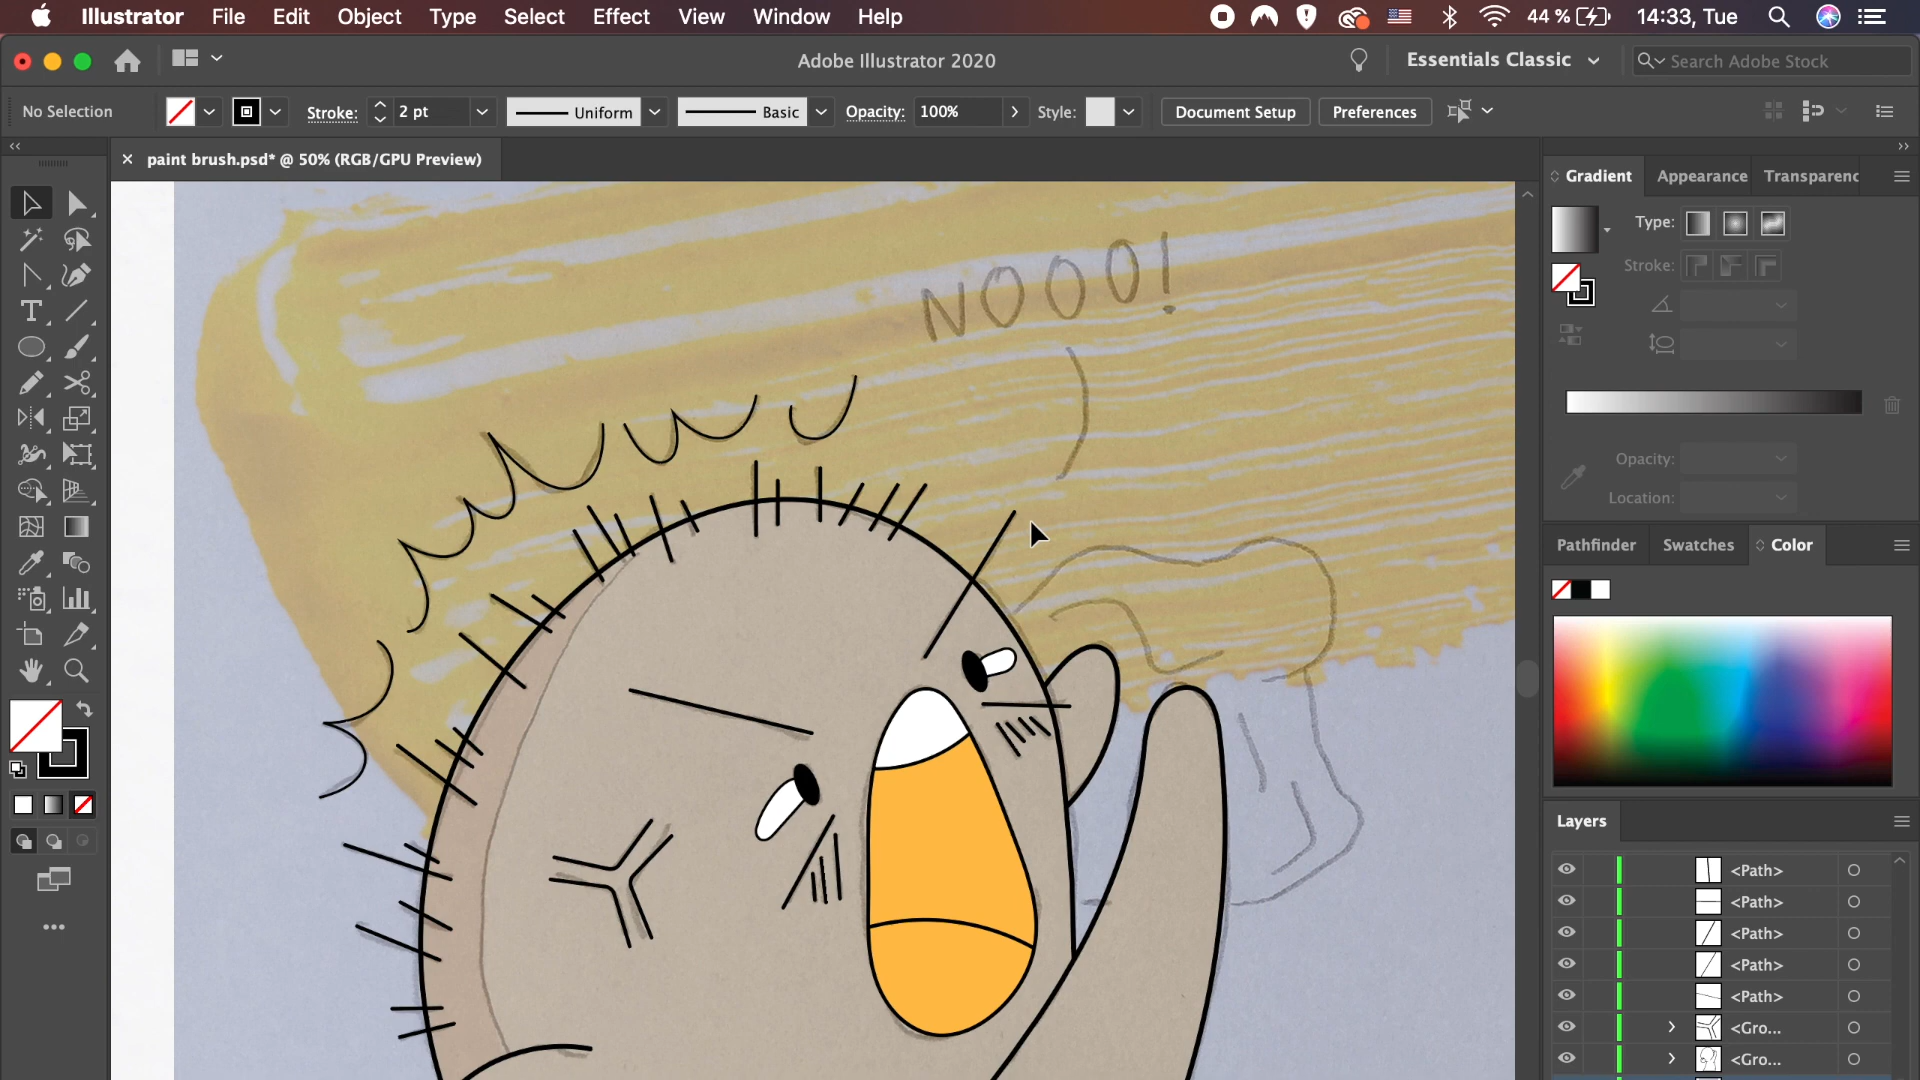 Illustrator File Edit Object Type Select Effect View Window Help 44 % 14:33, Tue
Adobe Illustrator 2020 Essentials Classic Search Adobe Stock
No Selection Stroke: 2 pt Uniform Basic Opacity: 100% Style: Document Setup Preferences
paint brush.psd* @ 50% (RGB/GPU Preview)
Gradient Appearance Transparenc
Type:
Stroke:
NOOO!
Opacity:
Location:
Pathfinder Swatches Color
Layers
<Path>
<Path>
<Path>
<Path>
<Path>
<Gro...
<Gro...